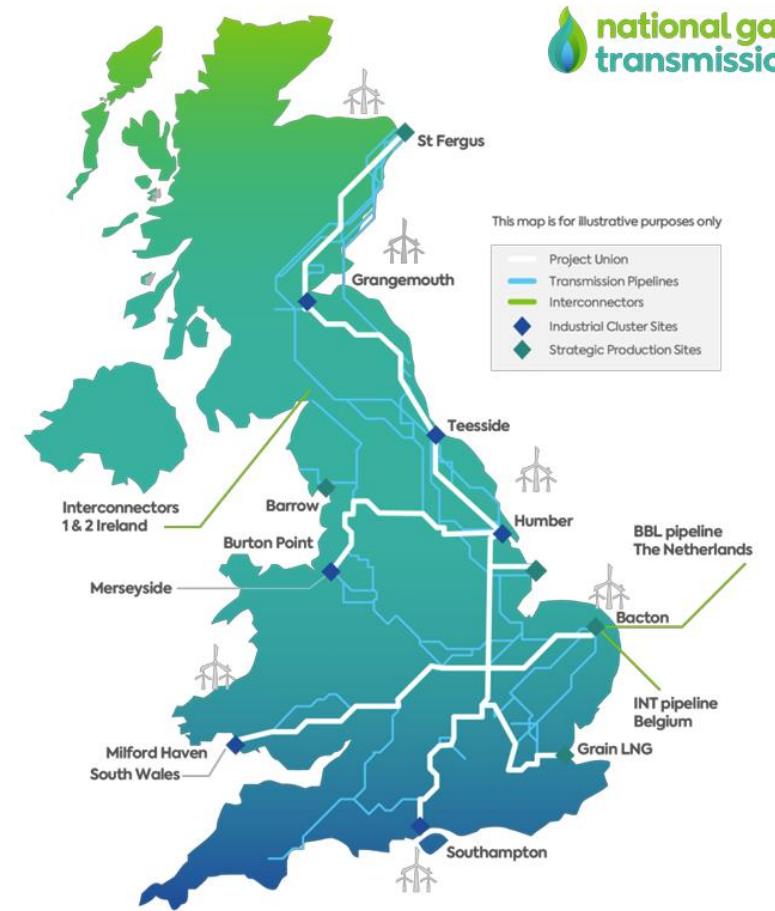 national ga
transmissio
St Fergus
This map is for illustrative purposes only
Project Union
Transmission Pipelines
Interconnectors
Industrial Cluster Sites
Strategic Production Sites
Grangemouth
Teesside
Interconnectors
1 & 2 Ireland
Barrow
Humber
BBL pipeline
The Netherlands
Burton Point
Merseyside
Bacton
INT pipeline
Belgium
Milford Haven
South Wales
Grain LNG
Southampton